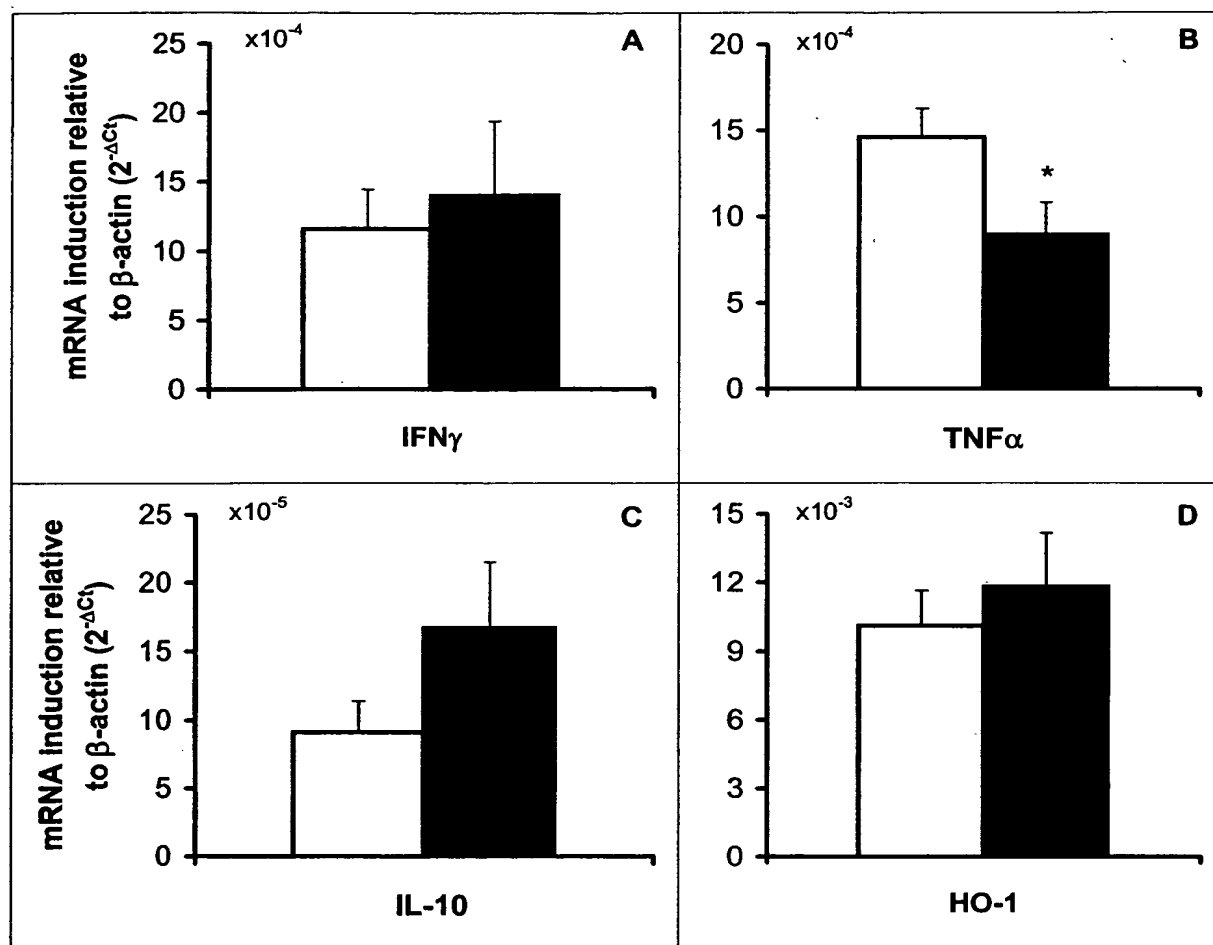 x10⁻⁴
A
25
20
15
10
5
0
mRNA induction relative
to β-actin (2⁻ΔCt)
IFNγ
x10⁻⁴
B
20
15
10
5
0
*
TNFα
x10⁻⁵
C
25
20
15
10
5
0
mRNA induction relative
to β-actin (2⁻ΔCt)
IL-10
x10⁻³
D
15
12
9
6
3
0
HO-1